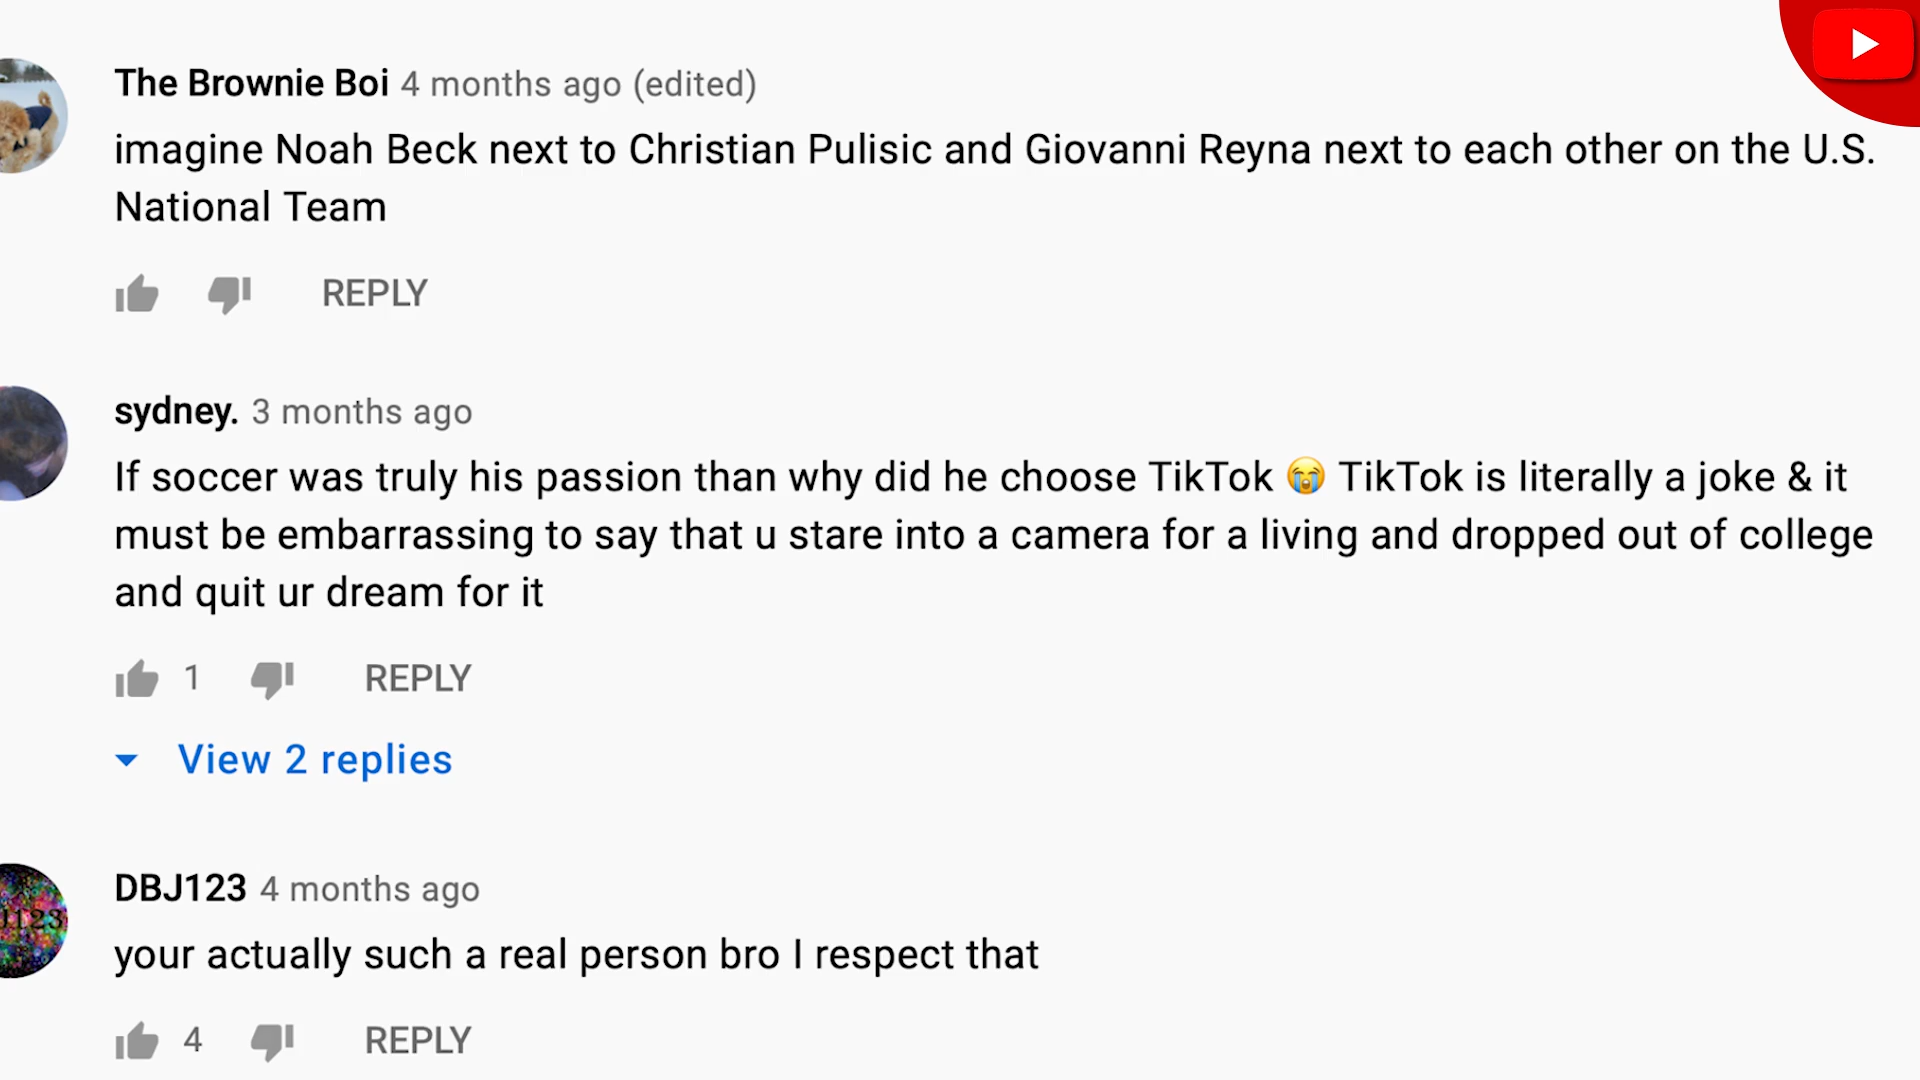 The Brownie Boi 4 months ago (edited)
imagine Noah Beck next to Christian Pulisic and Giovanni Reyna next to each other on the U.S.
National Team
REPLY
sydney. 3 months ago
If soccer was truly his passion than why did he choose TikTok 😭 TikTok is literally a joke & it
must be embarrassing to say that u stare into a camera for a living and dropped out of college
and quit ur dream for it
1 REPLY
View 2 replies
DBJ123 4 months ago
J123
your actually such a real person bro I respect that
4 REPLY